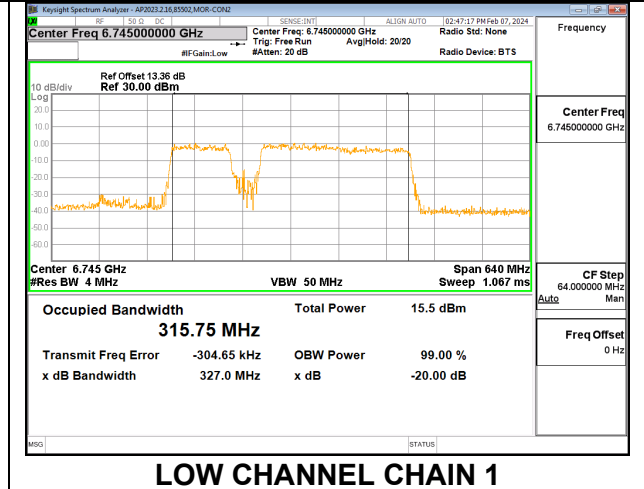 Keysight Spectrum Analyzer - AP2023.2.16,85502,MOR-CON2
RF 50 Ω DC SENSE:INT ALIGN AUTO 02:47:17 PM Feb 07, 2024
Center Freq 6.745000000 GHz
Center Freq: 6.745000000 GHz
Radio Std: None
Trig: Free Run Avg|Hold: 20/20
#IFGain:Low #Atten: 20 dB Radio Device: BTS
Frequency
Ref Offset 13.36 dB
10 dB/div Ref 30.00 dBm
Log
20.0
10.0
0.00
-10.0
-20.0
-30.0
-40.0
-50.0
-60.0
Center Freq
6.745000000 GHz
Center 6.745 GHz Span 640 MHz
#Res BW 4 MHz VBW 50 MHz Sweep 1.067 ms
CF Step
64.000000 MHz
Auto Man
Occupied Bandwidth Total Power 15.5 dBm
315.75 MHz
Transmit Freq Error -304.65 kHz OBW Power 99.00 %
x dB Bandwidth 327.0 MHz x dB -20.00 dB
Freq Offset
0 Hz
MSG STATUS
LOW CHANNEL CHAIN 1